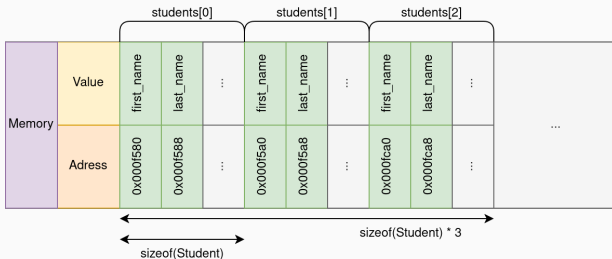 students[0] students[1] students[2]
Memory
Value
first_name
last_name
...
first_name
last_name
...
first_name
last_name
...
...
Adress
0x000f580
0x000f588
...
0x000f5a0
0x000f5a8
...
0x000fca0
0x000fca8
...
sizeof(Student) * 3
sizeof(Student)